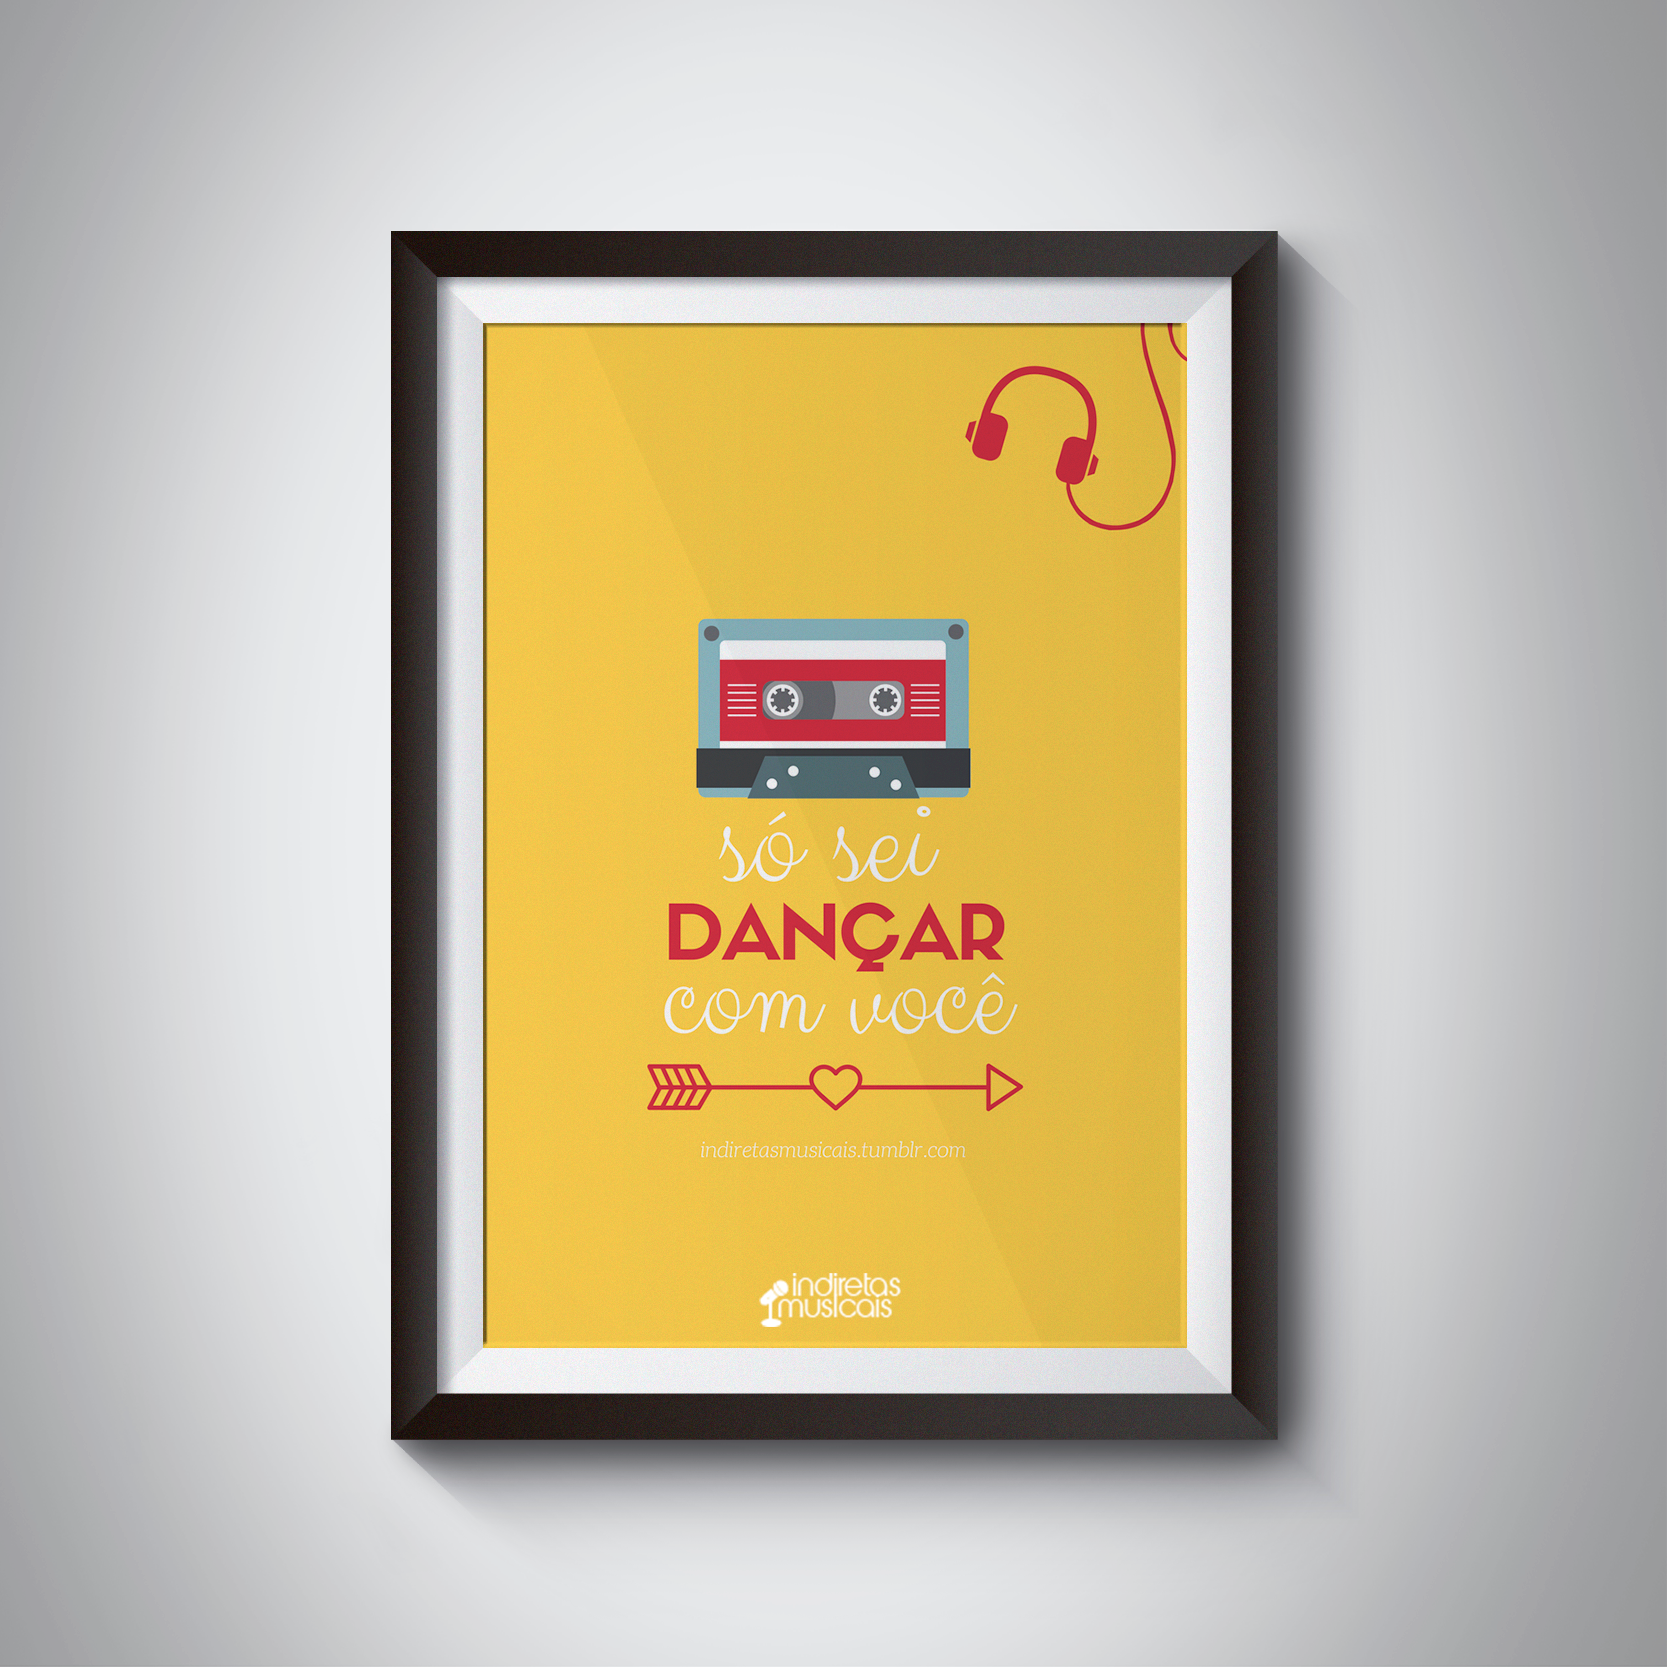 só sei
DANÇAR
com você
indiretasmusicais.tumblr.com
indiretas
musicais